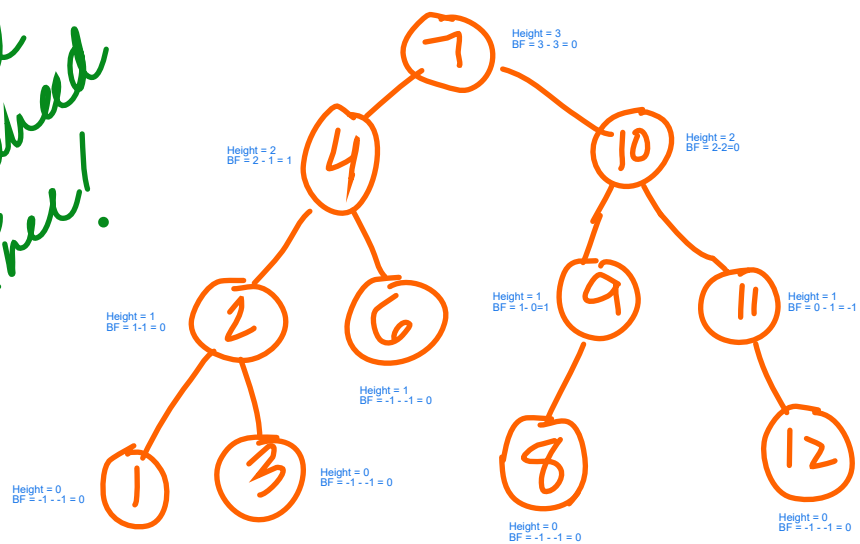 7
Height = 3
BF = 3 - 3 = 0
4
Height = 2
BF = 2 - 1 = 1
10
Height = 2
BF = 2-2=0
2
Height = 1
BF = 1-1 = 0
6
Height = 1
BF = -1 - -1 = 0
9
Height = 1
BF = 1- 0=1
11
Height = 1
BF = 0 - 1 = -1
1
Height = 0
BF = -1 - -1 = 0
3
Height = 0
BF = -1 - -1 = 0
8
Height = 0
BF = -1 - -1 = 0
12
Height = 0
BF = -1 - -1 = 0